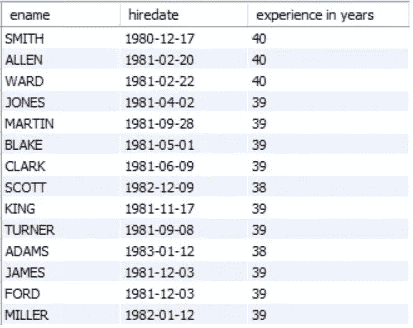 ename hiredate experience in years
SMITH 1980-12-17 40
ALLEN 1981-02-20 40
WARD 1981-02-22 40
JONES 1981-04-02 39
MARTIN 1981-09-28 39
BLAKE 1981-05-01 39
CLARK 1981-06-09 39
SCOTT 1982-12-09 38
KING 1981-11-17 39
TURNER 1981-09-08 39
ADAMS 1983-01-12 38
JAMES 1981-12-03 39
FORD 1981-12-03 39
MILLER 1982-01-12 39